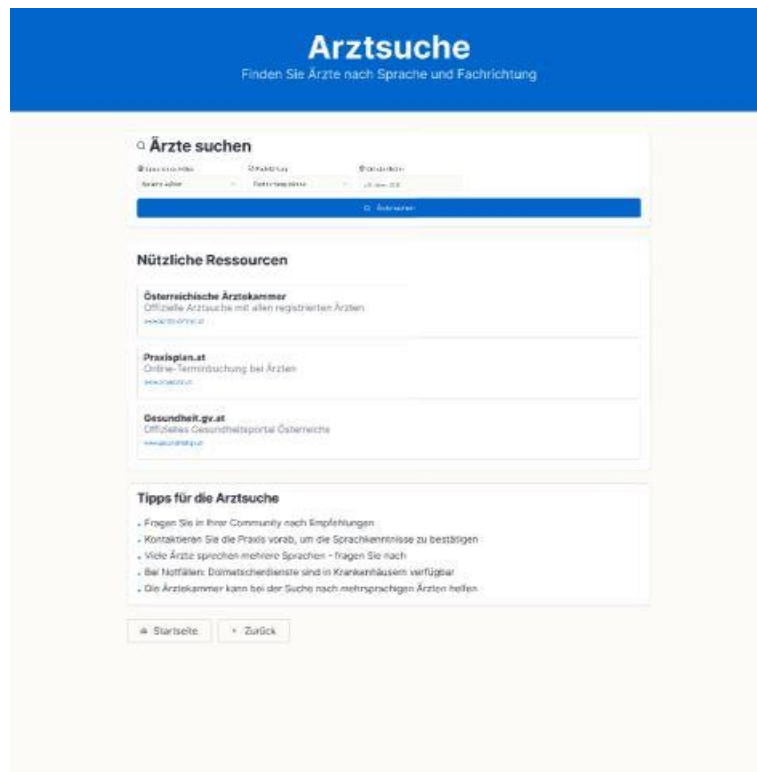 Arztsuche
Finden Sie Ärzte nach Sprache und Fachrichtung
Ärzte suchen
Nützliche Ressourcen
Österreichische Ärztekammer
Offizielle Arztsuche mit allen registrierten Ärzten
Praxisplan.at
Online-Terminbuchung bei Ärzten
Gesundheit.gv.at
Offizielles Gesundheitsportal Österreichs
Tipps für die Arztsuche
• Fragen Sie in Ihrer Community nach Empfehlungen
• Kontaktieren Sie die Praxis vorab, um die Sprachkenntnisse zu bestätigen
• Viele Ärzte sprechen mehrere Sprachen - fragen Sie nach
• Bei Notfällen: Dolmetscherdienste sind in Krankenhäusern verfügbar
• Die Ärztekammer kann bei der Suche nach mehrsprachigen Ärzten helfen
Startseite
Zurück